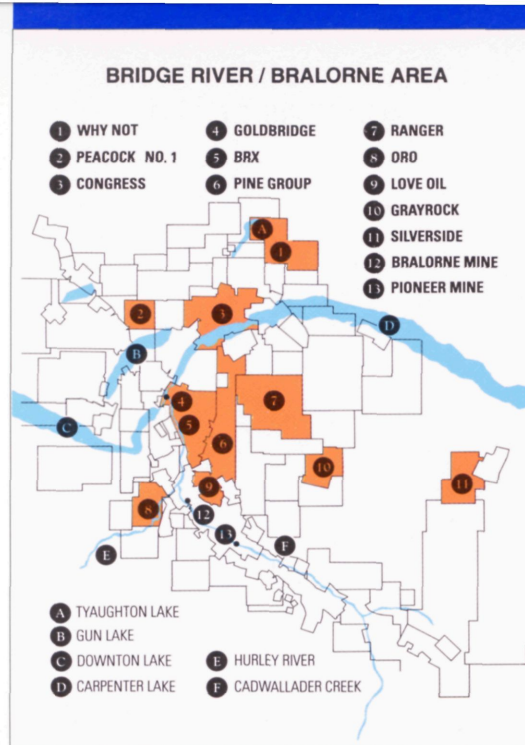 BRIDGE RIVER / BRALORNE AREA
1 WHY NOT
2 PEACOCK NO. 1
3 CONGRESS
4 GOLDBRIDGE
5 BRX
6 PINE GROUP
7 RANGER
8 ORO
9 LOVE OIL
10 GRAYROCK
11 SILVERSIDE
12 BRALORNE MINE
13 PIONEER MINE
A
1
2
3
D
B
4
7
5
C
6
10
11
9
8
12
13
F
E
A TYAUGHTON LAKE
B GUN LAKE
C DOWNTON LAKE
D CARPENTER LAKE
E HURLEY RIVER
F CADWALLADER CREEK